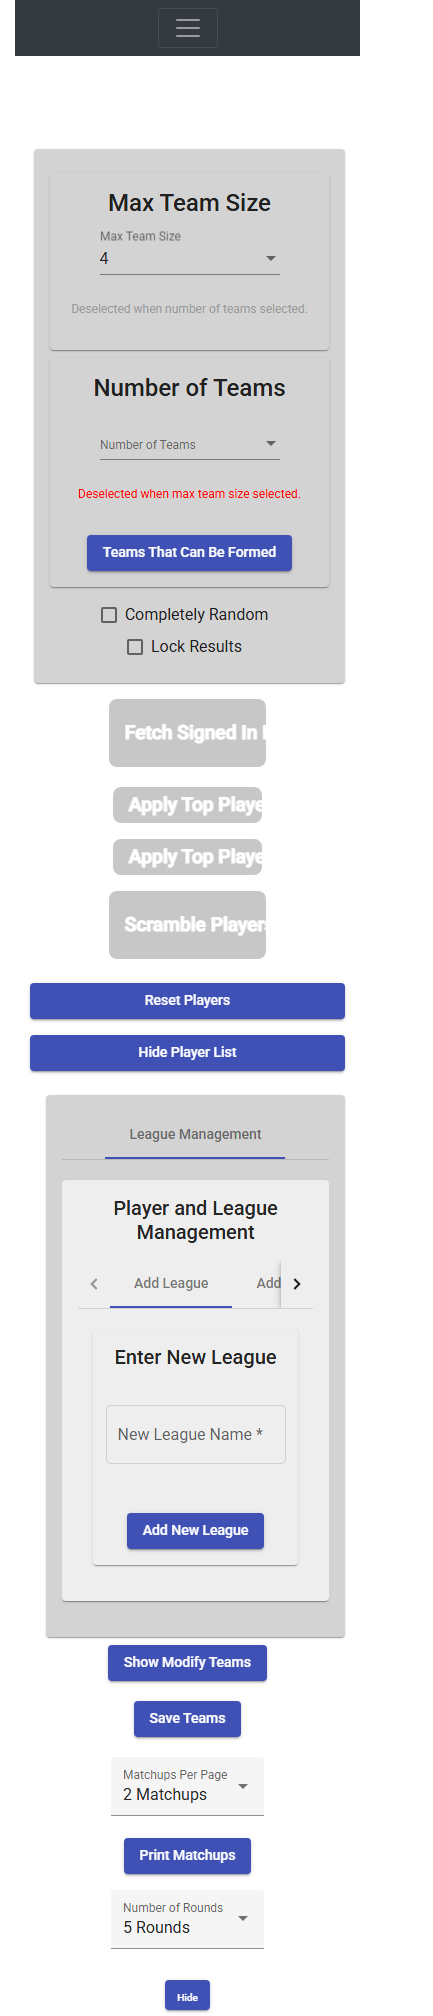 Max Team Size
Max Team Size
4
Deselected when number of teams selected.
Number of Teams
Number of Teams
Deselected when max team size selected.
Teams That Can Be Formed
Completely Random
Lock Results
Fetch Signed In
Apply Top Playe
Apply Top Playe
Scramble Players
Reset Players
Hide Player List
League Management
Player and League
Management
Add League
Add
Enter New League
New League Name *
Add New League
Show Modify Teams
Save Teams
Matchups Per Page
2 Matchups
Print Matchups
Number of Rounds
5 Rounds
Hide